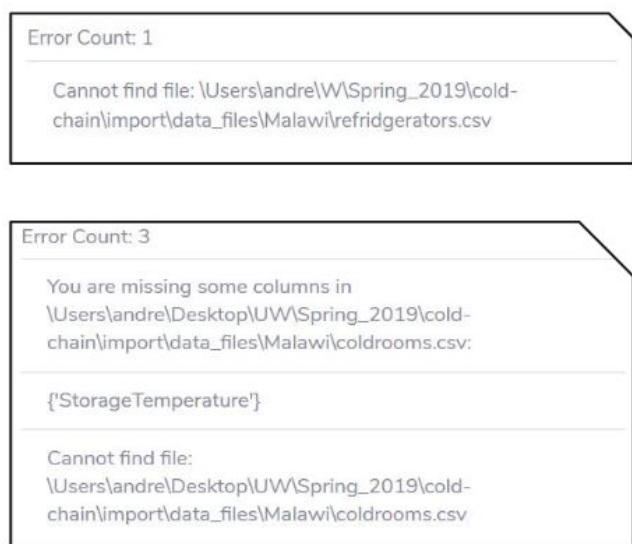 Error Count: 1
Cannot find file: \Users\andre\W\Spring_2019\cold-
chain\import\data_files\Malawi\refridgerators.csv
Error Count: 3
You are missing some columns in
\Users\andre\Desktop\UW\Spring_2019\cold-
chain\import\data_files\Malawi\coldrooms.csv:
{'StorageTemperature'}
Cannot find file:
\Users\andre\Desktop\UW\Spring_2019\cold-
chain\import\data_files\Malawi\coldrooms.csv